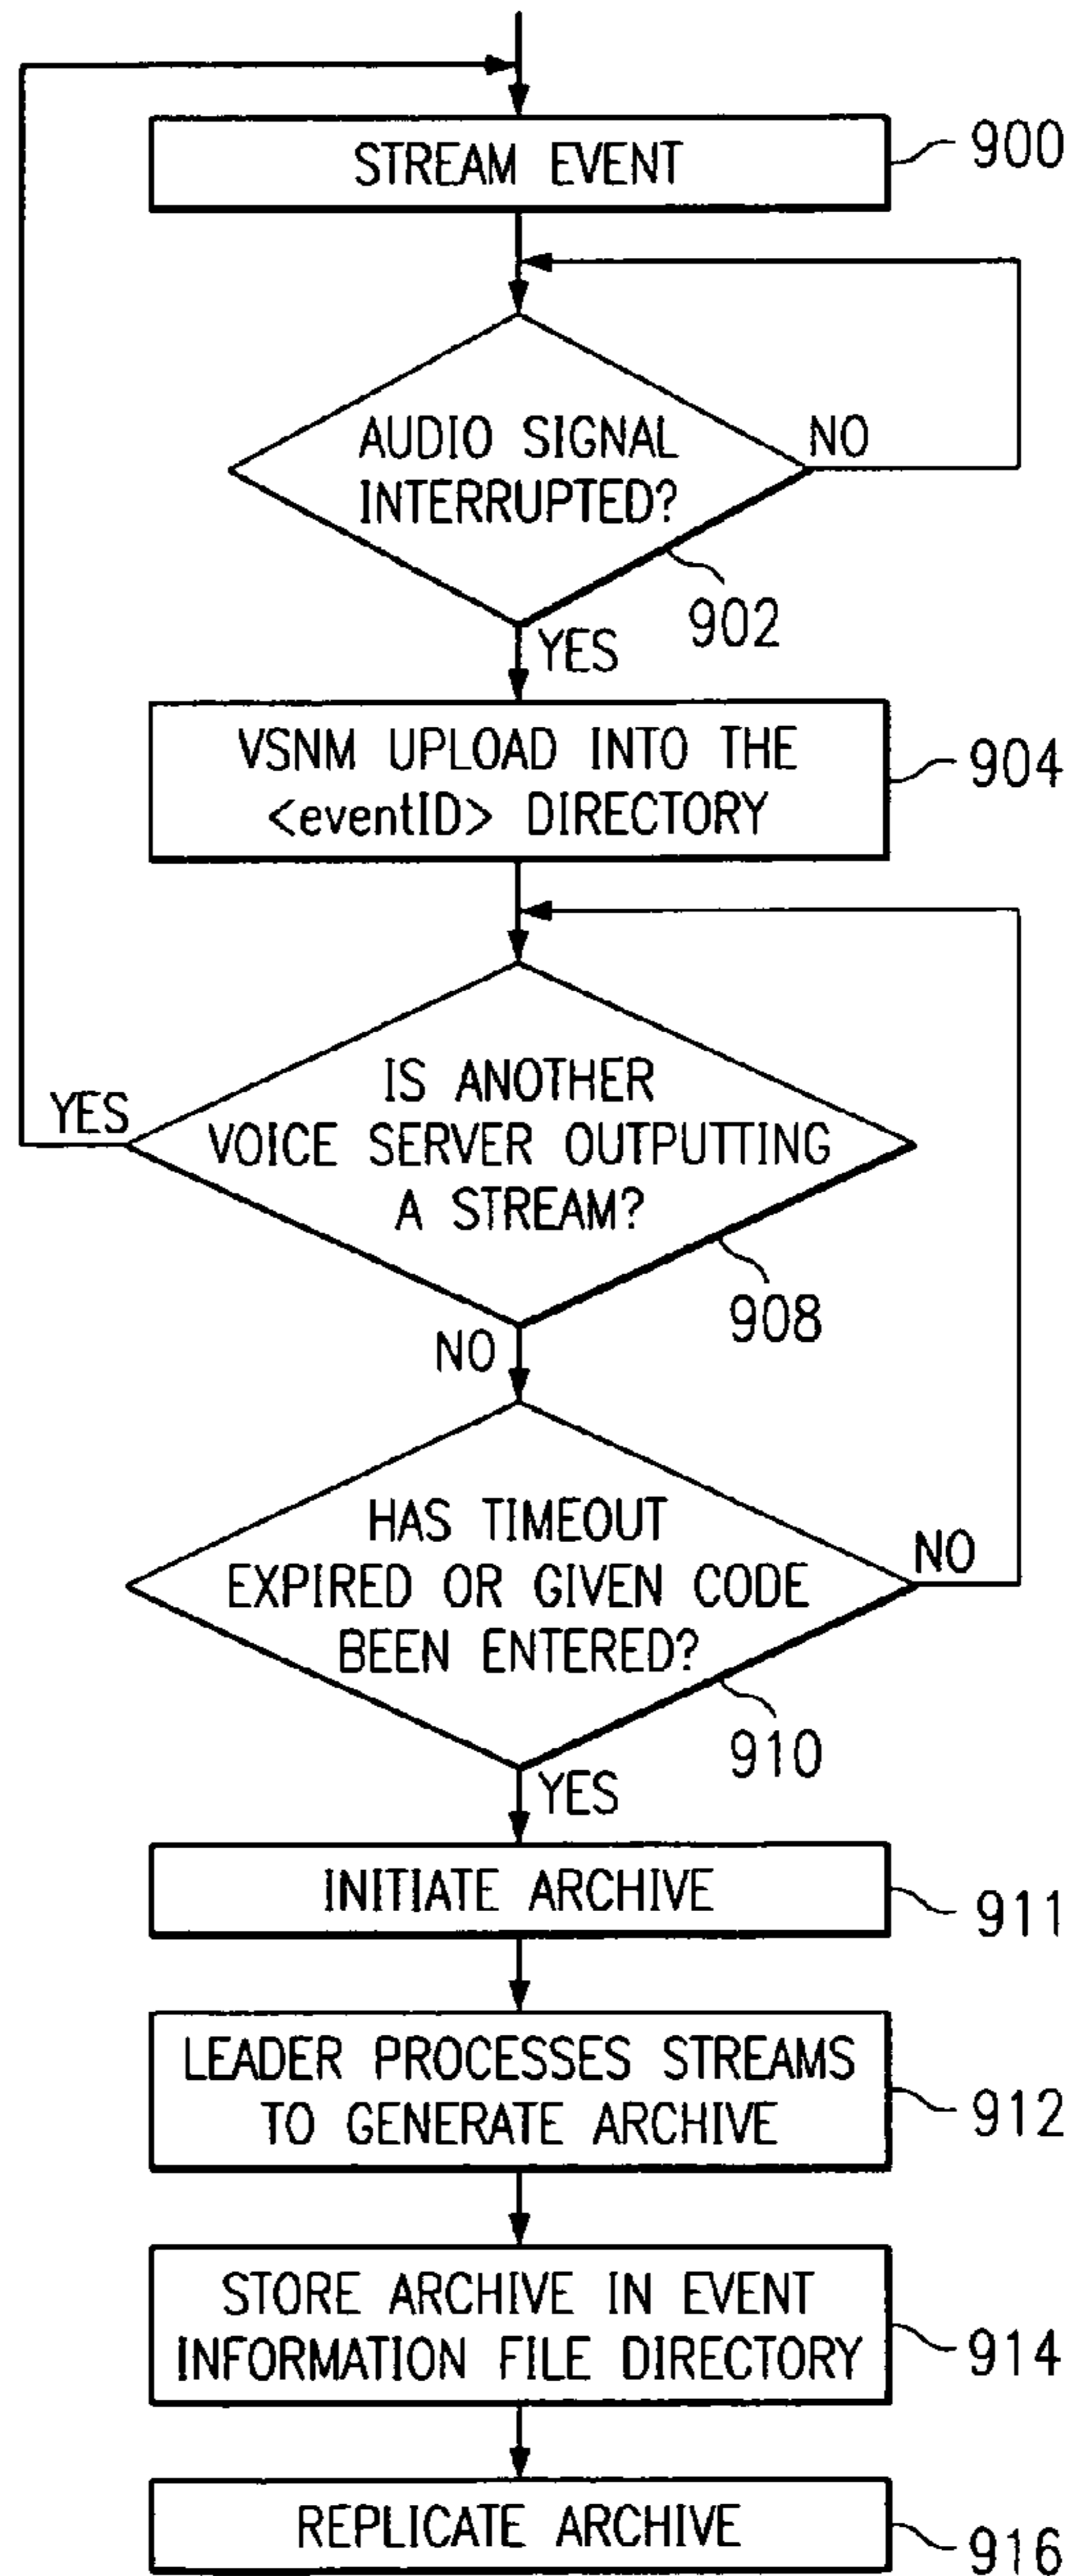 STREAM EVENT
900
AUDIO SIGNAL
INTERRUPTED?
NO
902
YES
VSNM UPLOAD INTO THE
<eventID> DIRECTORY
904
IS ANOTHER
VOICE SERVER OUTPUTTING
A STREAM?
YES
908
NO
HAS TIMEOUT
EXPIRED OR GIVEN CODE
BEEN ENTERED?
NO
910
YES
INITIATE ARCHIVE
911
LEADER PROCESSES STREAMS
TO GENERATE ARCHIVE
912
STORE ARCHIVE IN EVENT
INFORMATION FILE DIRECTORY
914
REPLICATE ARCHIVE
916